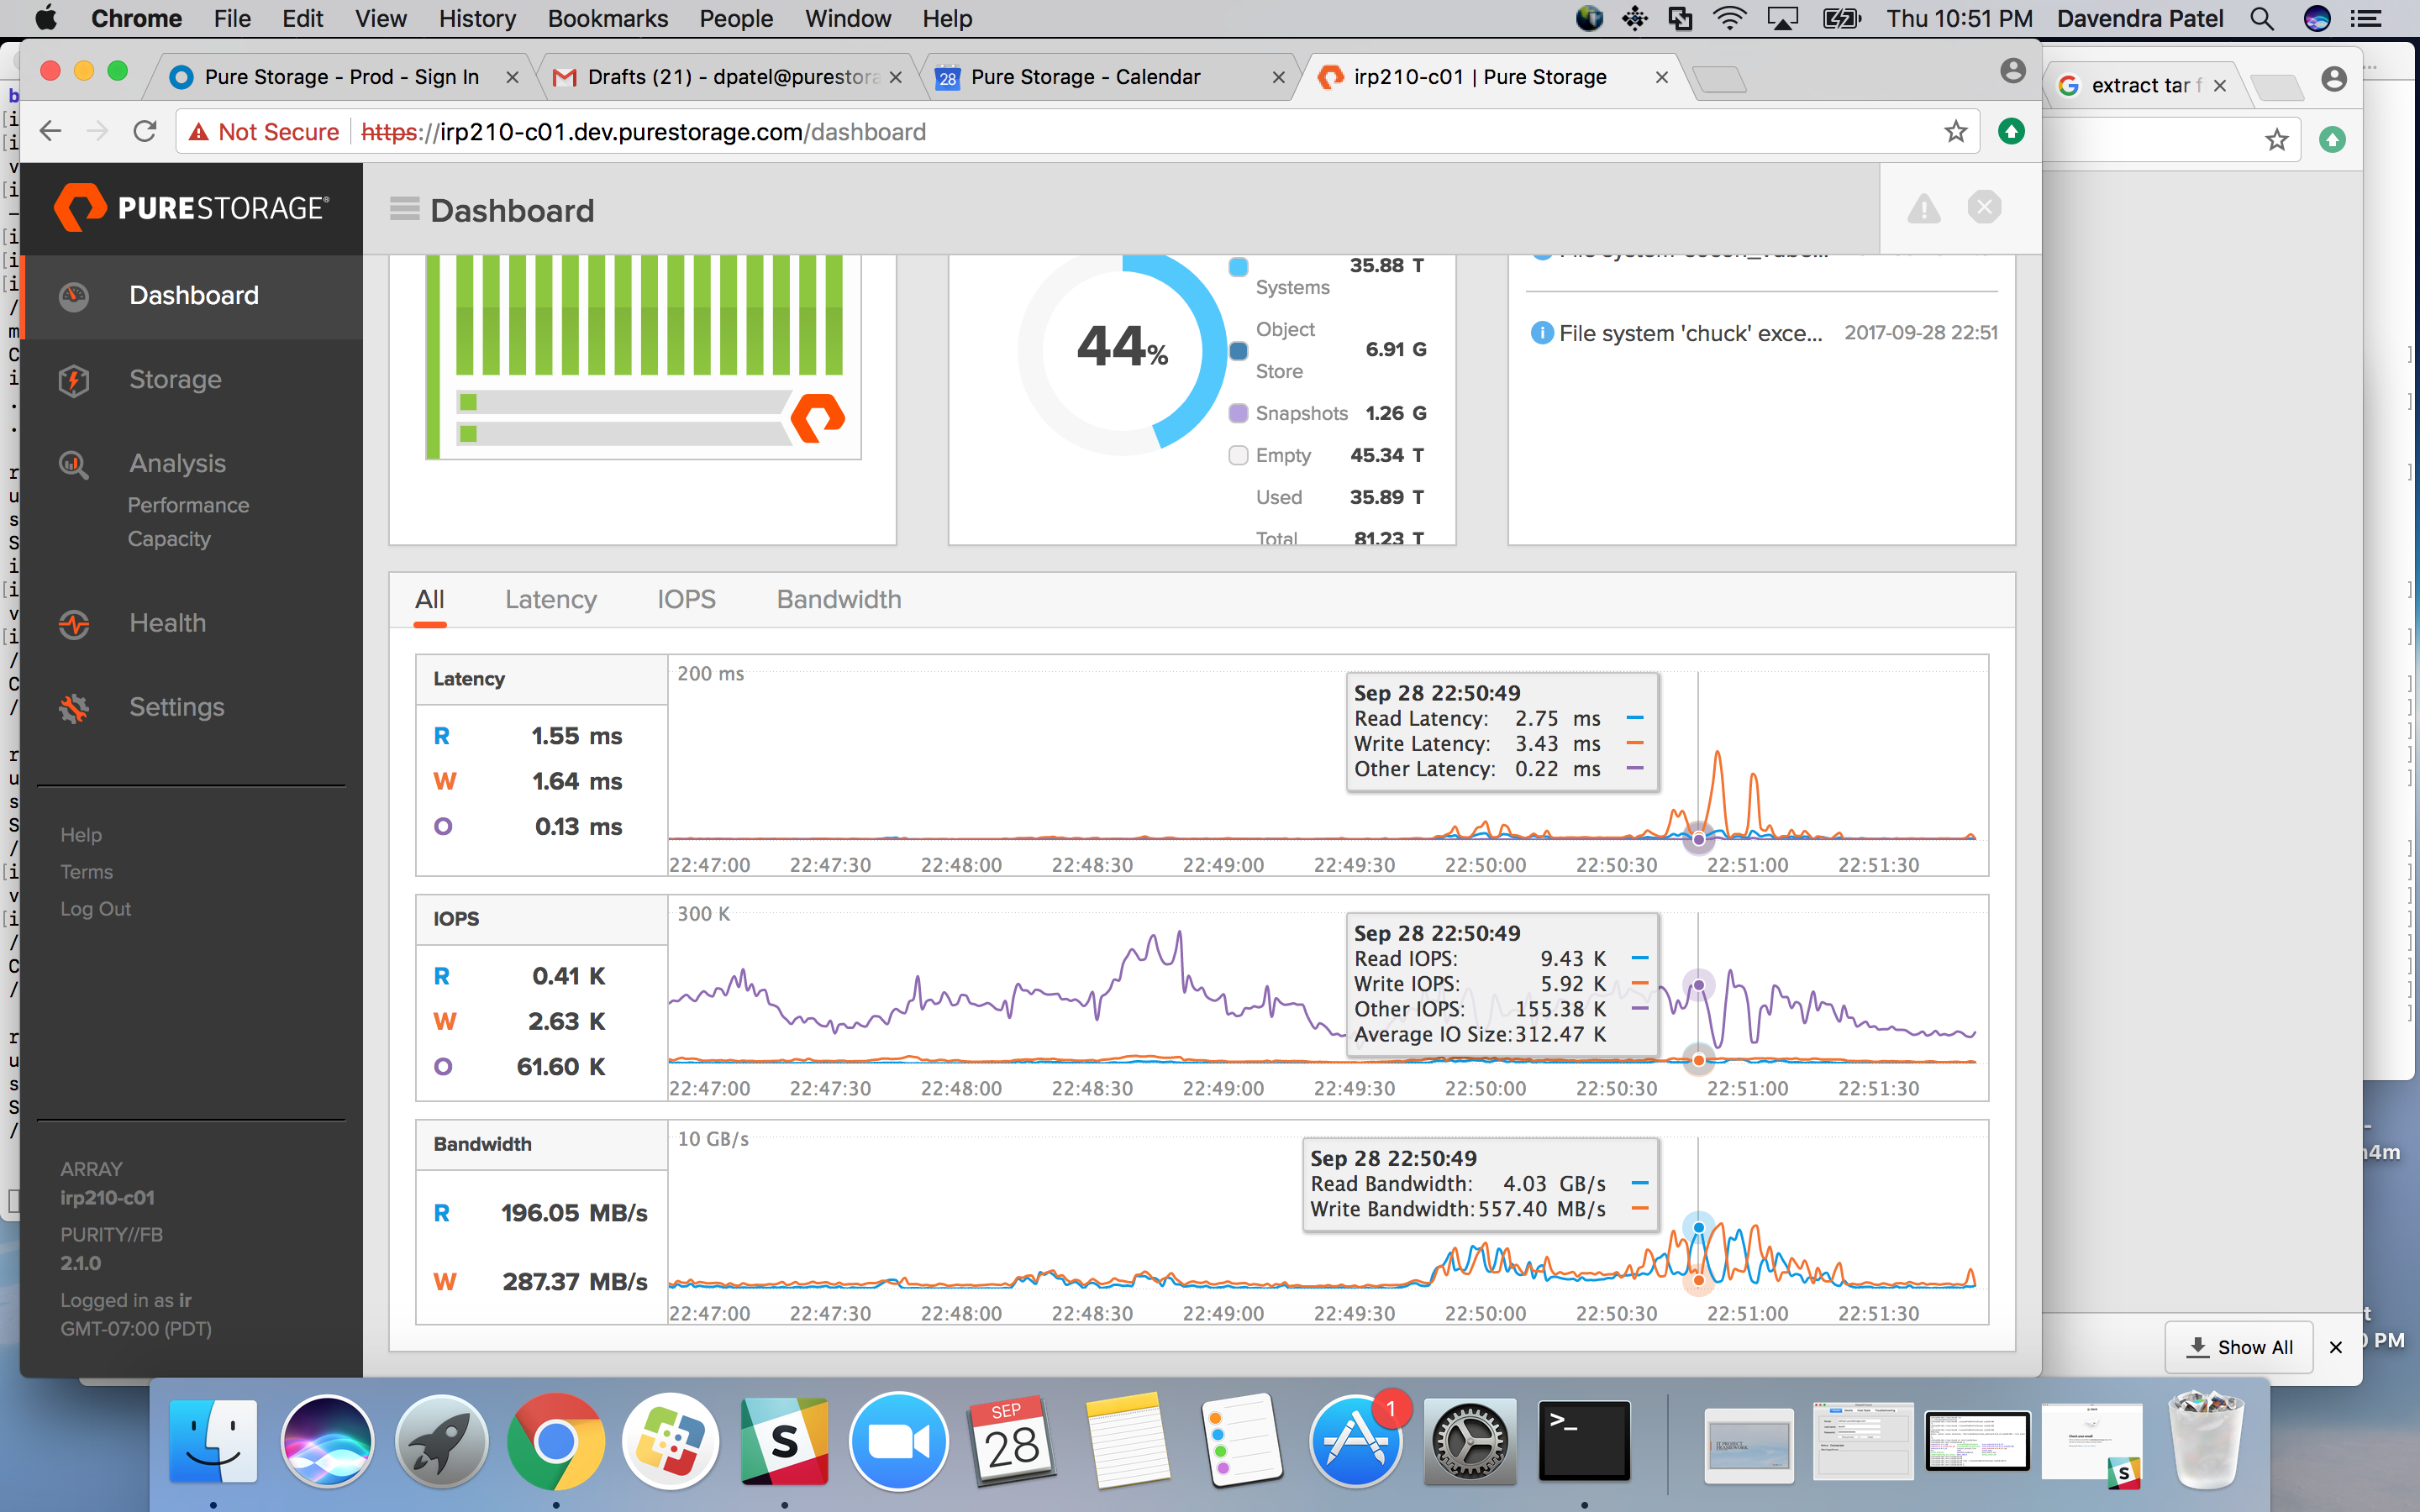 Chrome File Edit View History Bookmarks People Window Help
Thu 10:51 PM Davendra Patel
Pure Storage - Prod - Sign In
Drafts (21) - dpatel@purestora
28 Pure Storage - Calendar
irp210-c01 | Pure Storage
extract tar f
Not Secure https://irp210-c01.dev.purestorage.com/dashboard
PURESTORAGE®
Dashboard
Dashboard
Storage
Analysis
Performance
Capacity
Health
Settings
Help
Terms
Log Out
ARRAY
irp210-c01
PURITY//FB
2.1.0
Logged in as ir
GMT-07:00 (PDT)
44%
Systems 35.88 T
Object Store 6.91 G
Snapshots 1.26 G
Empty 45.34 T
Used 35.89 T
Total 81.23 T
File system 'chuck' exce... 2017-09-28 22:51
All Latency IOPS Bandwidth
Latency
R 1.55 ms
W 1.64 ms
O 0.13 ms
200 ms
Sep 28 22:50:49
Read Latency: 2.75 ms
Write Latency: 3.43 ms
Other Latency: 0.22 ms
22:47:00 22:47:30 22:48:00 22:48:30 22:49:00 22:49:30 22:50:00 22:50:30 22:51:00 22:51:30
IOPS
R 0.41 K
W 2.63 K
O 61.60 K
300 K
Sep 28 22:50:49
Read IOPS: 9.43 K
Write IOPS: 5.92 K
Other IOPS: 155.38 K
Average IO Size: 312.47 K
22:47:00 22:47:30 22:48:00 22:48:30 22:49:00 22:49:30 22:50:00 22:50:30 22:51:00 22:51:30
Bandwidth
R 196.05 MB/s
W 287.37 MB/s
10 GB/s
Sep 28 22:50:49
Read Bandwidth: 4.03 GB/s
Write Bandwidth: 557.40 MB/s
22:47:00 22:47:30 22:48:00 22:48:30 22:49:00 22:49:30 22:50:00 22:50:30 22:51:00 22:51:30
Show All
PM
SEP
28
1